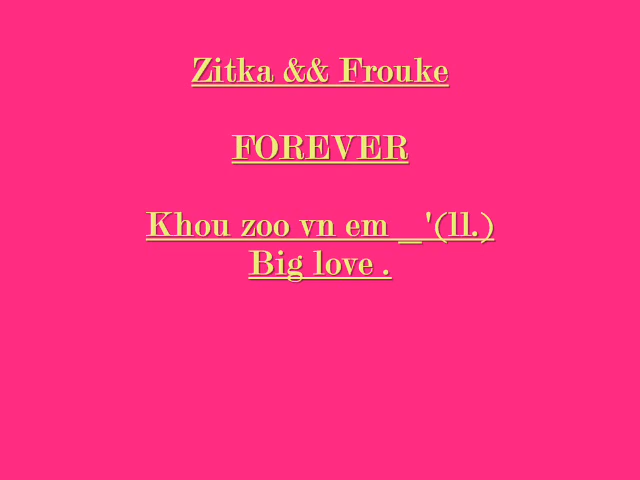 Zitka && Frouke
FOREVER
Khou zoo vn em _'(ll.)
Big love .